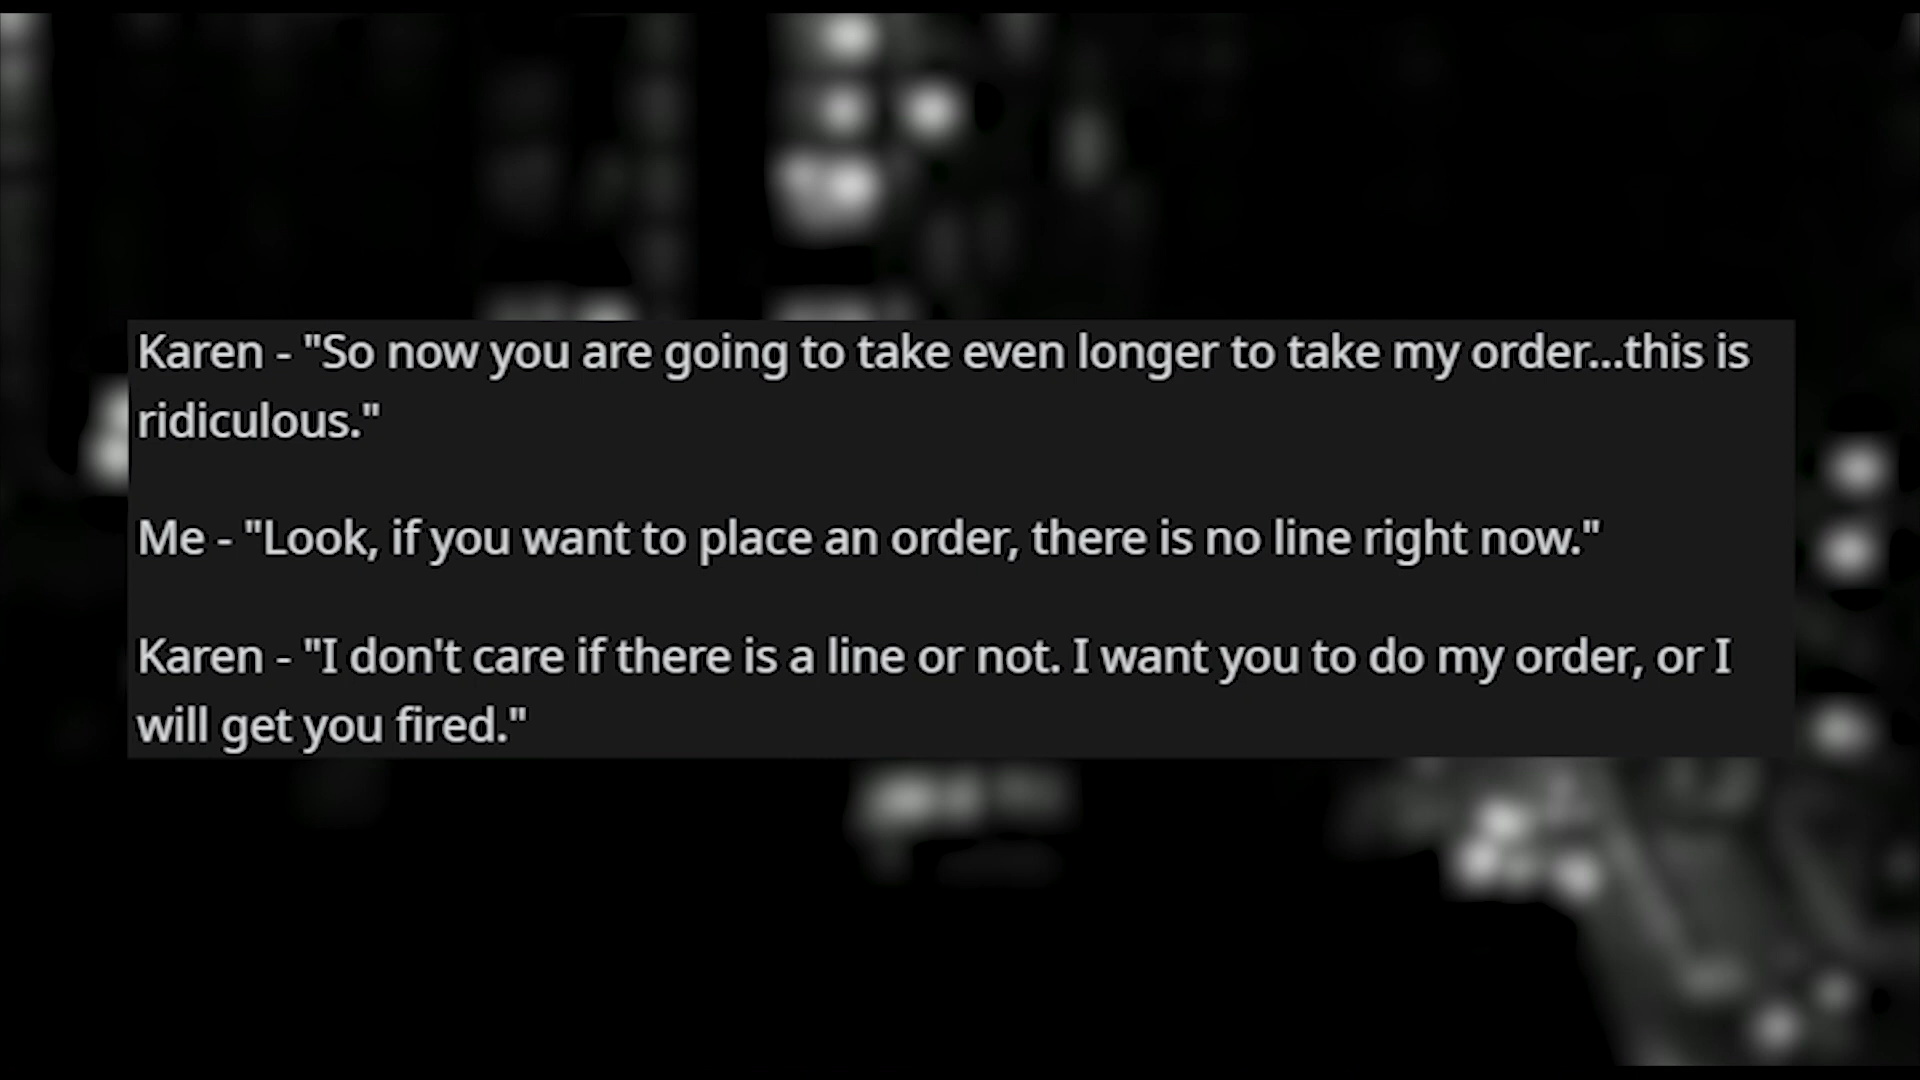 Karen - "So now you are going to take even longer to take my order...this is
ridiculous."
Me - "Look, if you want to place an order, there is no line right now."
Karen - "I don't care if there is a line or not. I want you to do my order, or I
will get you fired."